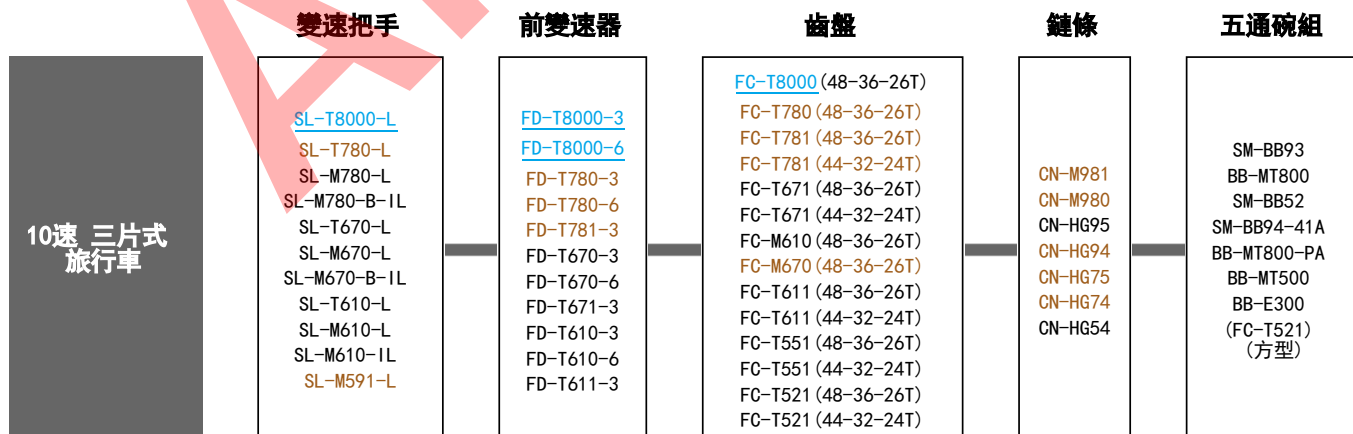 變速把手
前變速器
齒盤
鏈條
五通碗組
10速 三片式
旅行車
SL-T8000-L
SL-T780-L
SL-M780-L
SL-M780-B-IL
SL-T670-L
SL-M670-L
SL-M670-B-IL
SL-T610-L
SL-M610-L
SL-M610-IL
SL-M591-L
FD-T8000-3
FD-T8000-6
FD-T780-3
FD-T780-6
FD-T781-3
FD-T670-3
FD-T670-6
FD-T671-3
FD-T610-3
FD-T610-6
FD-T611-3
FC-T8000(48-36-26T)
FC-T780(48-36-26T)
FC-T781(48-36-26T)
FC-T781(44-32-24T)
FC-T671(48-36-26T)
FC-T671(44-32-24T)
FC-M610(48-36-26T)
FC-M670(48-36-26T)
FC-T611(48-36-26T)
FC-T611(44-32-24T)
FC-T551(48-36-26T)
FC-T551(44-32-24T)
FC-T521(48-36-26T)
FC-T521(44-32-24T)
CN-M981
CN-M980
CN-HG95
CN-HG94
CN-HG75
CN-HG74
CN-HG54
SM-BB93
BB-MT800
SM-BB52
SM-BB94-41A
BB-MT800-PA
BB-MT500
BB-E300
(FC-T521)
(方型)